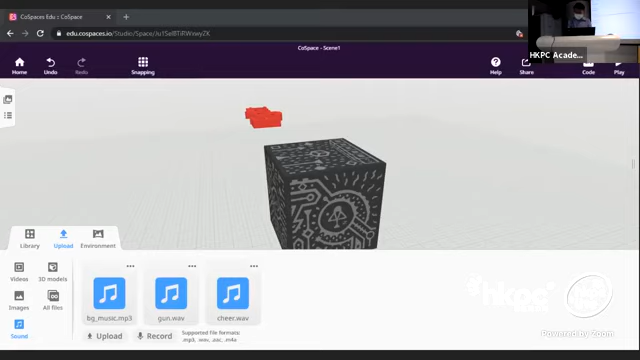 CoSpaces Edu :: CoSpace
edu.cospaces.io/Studio/Space/
CoSpace - Scene1
Home
Undo
Redo
Snapping
Help
Share
Code
Play
HKPC Acade...
Library
Upload
Environment
Videos
3D models
Images
All files
Sound
bg_music.mp3
gun.wav
cheer.wav
Upload
Record
Supported file formats:
.mp3, .wav, .aac, .m4a
hkpc
Powered by Zoom